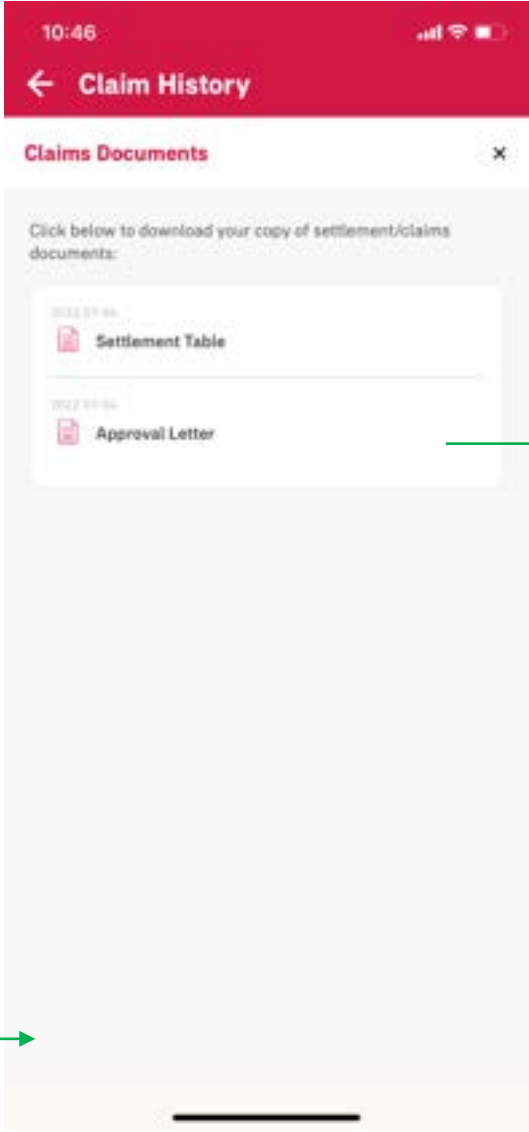 10:46
Claim History
Claims Documents
Click below to download your copy of settlement/claims
documents:
Settlement Table
Approval Letter